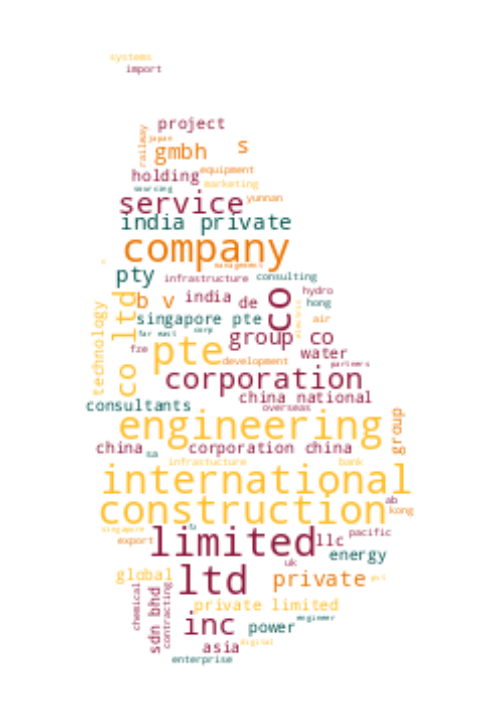 systems
import
project
railway
japan
gmbh
s
holding
equipment
sourcing
marketing
service
yunnan
india private
company
management
pty
infrastructure
consulting
hydro
b v
india
de
co
hong
co ltd
technology
singapore pte
air
far east
corp
group
co
fze
pte
water
development
partners
corporation
china national
consultants
overseas
engineering
group
china
sa
corporation china
infrastucture
bank
international
construction
ab
kong
singapore
export
limited
llc
pacific
energy
uk
global
ltd
private
pvt
chemical
sdn bhd
contracting
private limited
inc
power
engineer
asia
digital
enterprise